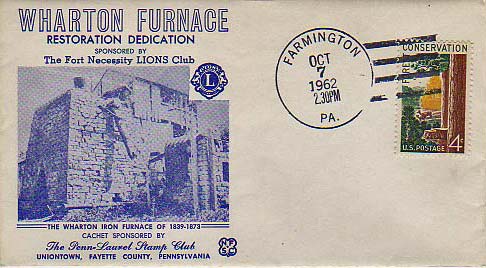 WHARTON FURNACE
RESTORATION DEDICATION
SPONSORED BY
The Fort Necessity LIONS Club
L
THE WHARTON IRON FURNACE OF 1839-1873
CACHET SPONSORED BY
The Penn-Laurel Stamp Club
UNIONTOWN, FAYETTE COUNTY, PENNSYLVANIA
FARMINGTON
OCT
7
1962
2.30PM
PA.
CONSERVATION
U.S. POSTAGE 4¢